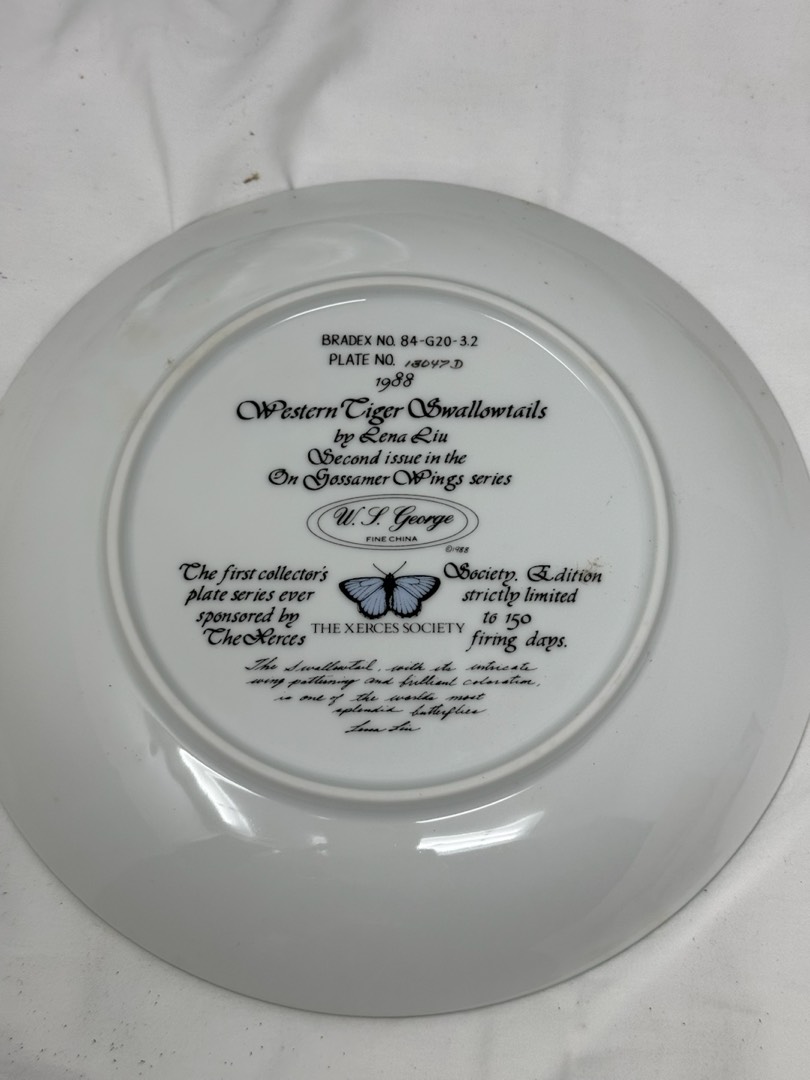 BRADEX NO. 84-G20-3.2
PLATE NO. 13047D
1988
Western Tiger Swallowtails
by Lena Liu
Second issue in the
On Gossamer Wings series
W. S. George
FINE CHINA
©1988
The first collector's
plate series ever
sponsored by
The Xerces
Society. Edition
strictly limited
to 150
firing days.
THE XERCES SOCIETY
The Swallowtail, with its intricate
wing patterning and brilliant coloration,
is one of the worlds most
splendid butterflies
Lena Liu